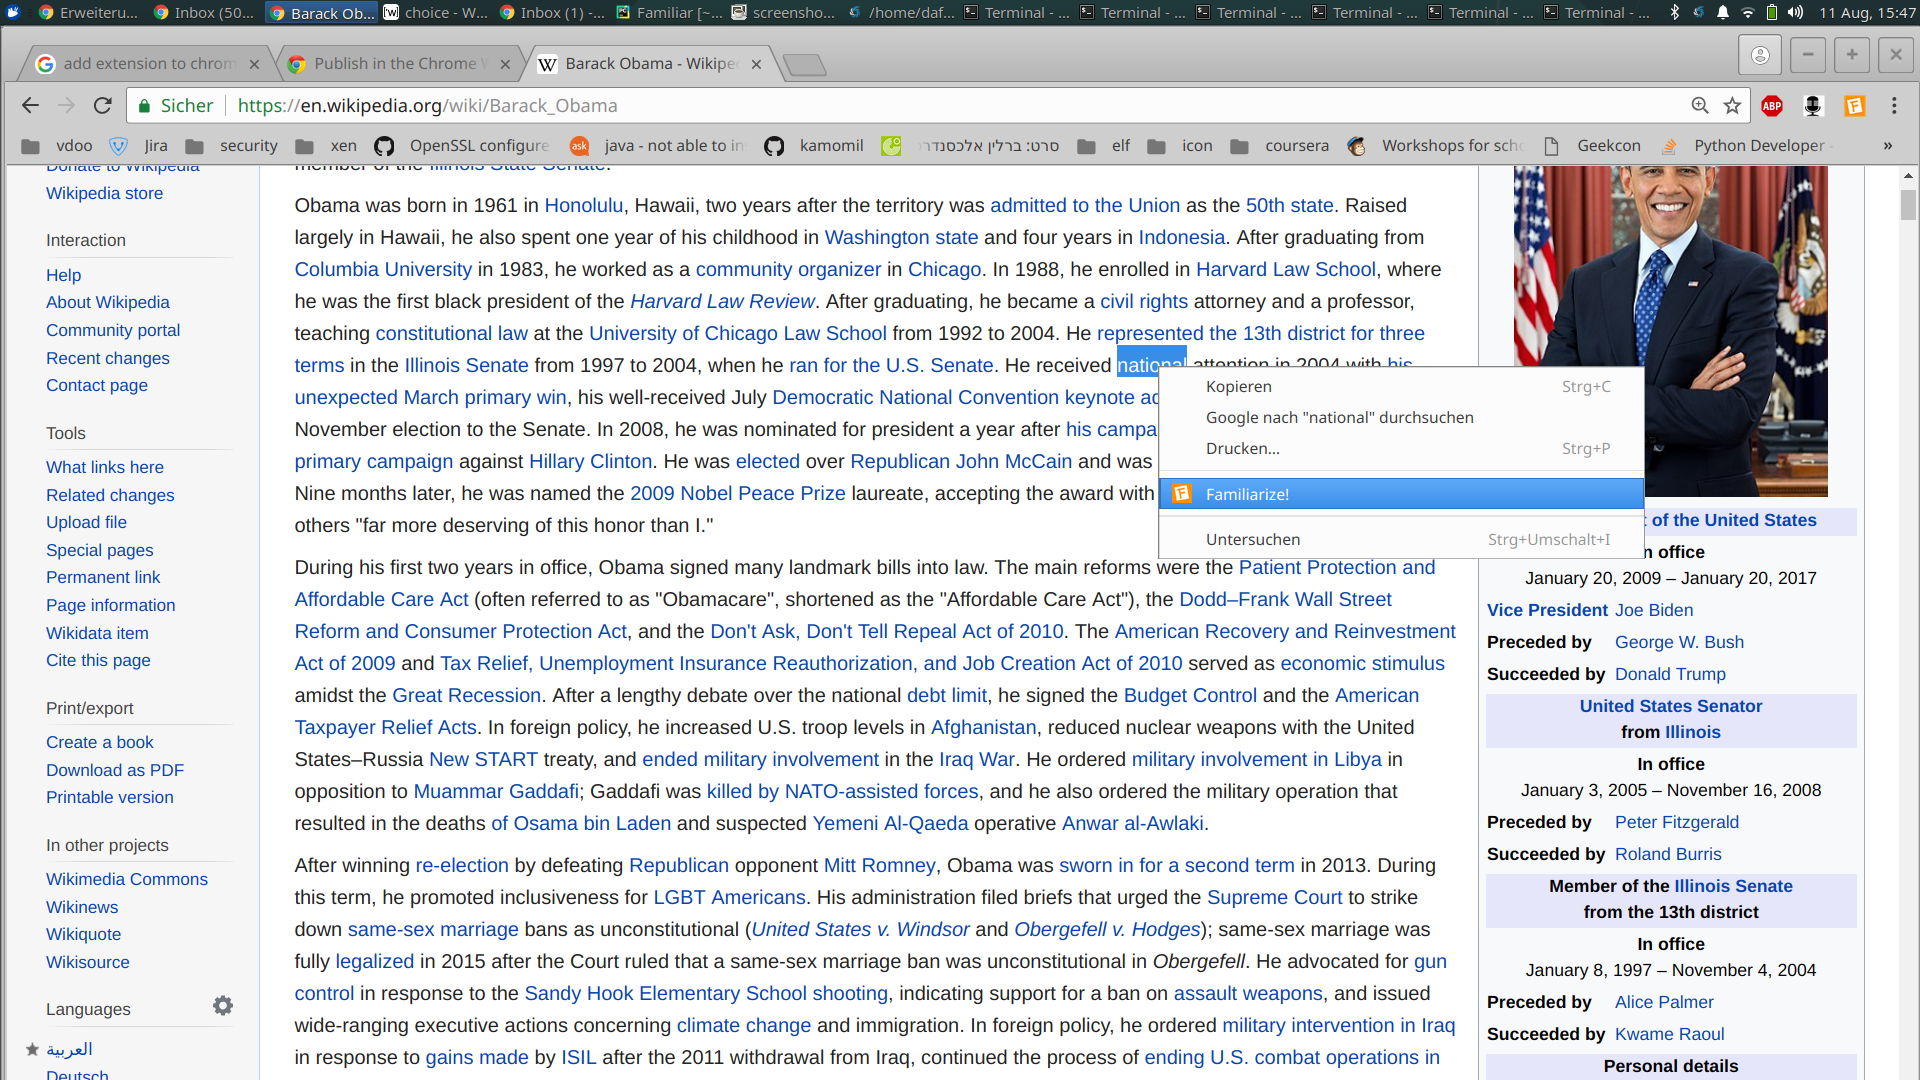 Erweiteru...
Inbox (50...
Barack Ob...
choice - W...
Inbox (1) -...
Familiar [~...
screensho...
/home/daf...
Terminal - ...
Terminal - ...
Terminal - ...
Terminal - ...
Terminal - ...
Terminal - ...
11 Aug, 15:47
add extension to chrom
Publish in the Chrome W
Barack Obama - Wikipe
Sicher
https://en.wikipedia.org/wiki/Barack_Obama
ABP
vdoo
Jira
security
xen
OpenSSL configure
ask
java - not able to in
kamomil
סרט: ברלין אלכסנדר
elf
icon
coursera
Workshops for scho
Geekcon
Python Developer -
»
Donate to Wikipedia
Wikipedia store
Interaction
Help
About Wikipedia
Community portal
Recent changes
Contact page
Tools
What links here
Related changes
Upload file
Special pages
Permanent link
Page information
Wikidata item
Cite this page
Print/export
Create a book
Download as PDF
Printable version
In other projects
Wikimedia Commons
Wikinews
Wikiquote
Wikisource
Languages
العربية
Deutsch
member of the Illinois State Senate.
Obama was born in 1961 in Honolulu, Hawaii, two years after the territory was admitted to the Union as the 50th state. Raised
largely in Hawaii, he also spent one year of his childhood in Washington state and four years in Indonesia. After graduating from
Columbia University in 1983, he worked as a community organizer in Chicago. In 1988, he enrolled in Harvard Law School, where
he was the first black president of the Harvard Law Review. After graduating, he became a civil rights attorney and a professor,
teaching constitutional law at the University of Chicago Law School from 1992 to 2004. He represented the 13th district for three
terms in the Illinois Senate from 1997 to 2004, when he ran for the U.S. Senate. He received national attention in 2004 with his
unexpected March primary win, his well-received July Democratic National Convention keynote ad
November election to the Senate. In 2008, he was nominated for president a year after his campa
primary campaign against Hillary Clinton. He was elected over Republican John McCain and was
Nine months later, he was named the 2009 Nobel Peace Prize laureate, accepting the award with
others "far more deserving of this honor than I."
During his first two years in office, Obama signed many landmark bills into law. The main reforms were the Patient Protection and
Affordable Care Act (often referred to as "Obamacare", shortened as the "Affordable Care Act"), the Dodd–Frank Wall Street
Reform and Consumer Protection Act, and the Don't Ask, Don't Tell Repeal Act of 2010. The American Recovery and Reinvestment
Act of 2009 and Tax Relief, Unemployment Insurance Reauthorization, and Job Creation Act of 2010 served as economic stimulus
amidst the Great Recession. After a lengthy debate over the national debt limit, he signed the Budget Control and the American
Taxpayer Relief Acts. In foreign policy, he increased U.S. troop levels in Afghanistan, reduced nuclear weapons with the United
States–Russia New START treaty, and ended military involvement in the Iraq War. He ordered military involvement in Libya in
opposition to Muammar Gaddafi; Gaddafi was killed by NATO-assisted forces, and he also ordered the military operation that
resulted in the deaths of Osama bin Laden and suspected Yemeni Al-Qaeda operative Anwar al-Awlaki.
After winning re-election by defeating Republican opponent Mitt Romney, Obama was sworn in for a second term in 2013. During
this term, he promoted inclusiveness for LGBT Americans. His administration filed briefs that urged the Supreme Court to strike
down same-sex marriage bans as unconstitutional (United States v. Windsor and Obergefell v. Hodges); same-sex marriage was
fully legalized in 2015 after the Court ruled that a same-sex marriage ban was unconstitutional in Obergefell. He advocated for gun
control in response to the Sandy Hook Elementary School shooting, indicating support for a ban on assault weapons, and issued
wide-ranging executive actions concerning climate change and immigration. In foreign policy, he ordered military intervention in Iraq
in response to gains made by ISIL after the 2011 withdrawal from Iraq, continued the process of ending U.S. combat operations in
Kopieren Strg+C
Google nach "national" durchsuchen
Drucken... Strg+P
Familiarize!
Untersuchen Strg+Umschalt+I
of the United States
In office
January 20, 2009 – January 20, 2017
Vice President Joe Biden
Preceded by George W. Bush
Succeeded by Donald Trump
United States Senator
from Illinois
In office
January 3, 2005 – November 16, 2008
Preceded by Peter Fitzgerald
Succeeded by Roland Burris
Member of the Illinois Senate
from the 13th district
In office
January 8, 1997 – November 4, 2004
Preceded by Alice Palmer
Succeeded by Kwame Raoul
Personal details